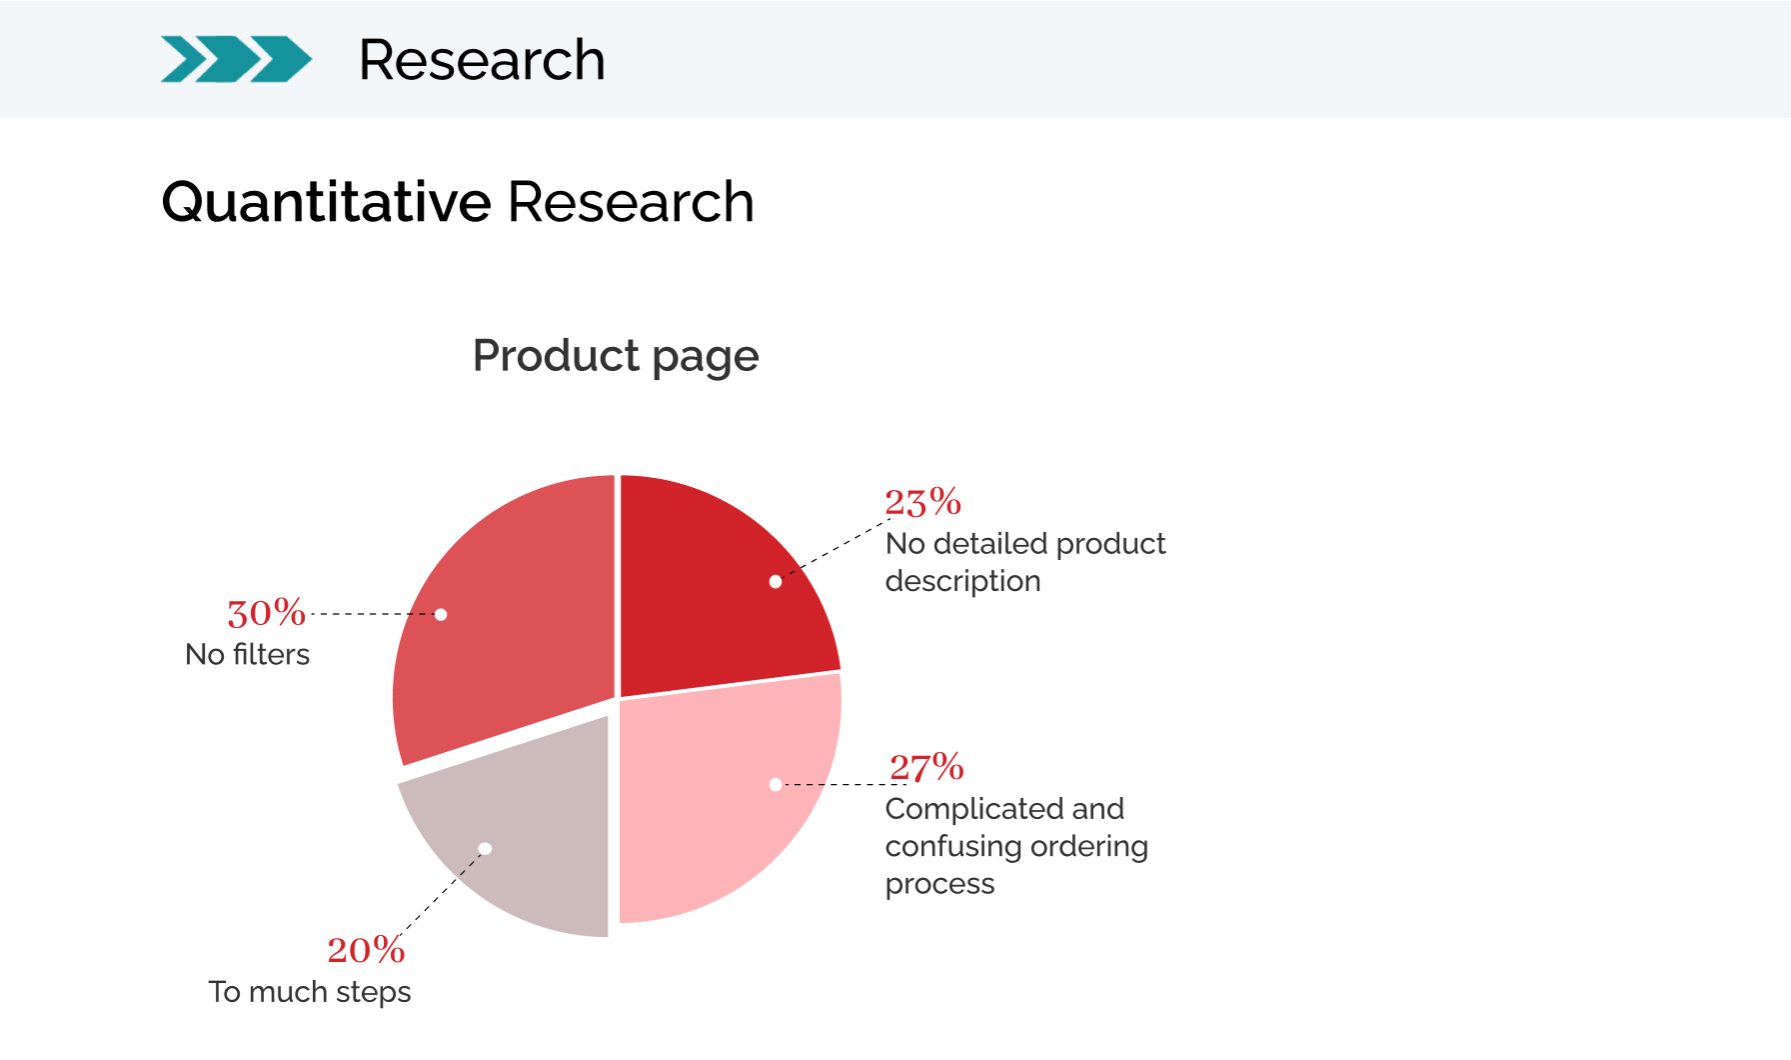 Research
Quantitative Research
Product page
23%
No detailed product
description
30%
No filters
27%
Complicated and
confusing ordering
process
20%
To much steps